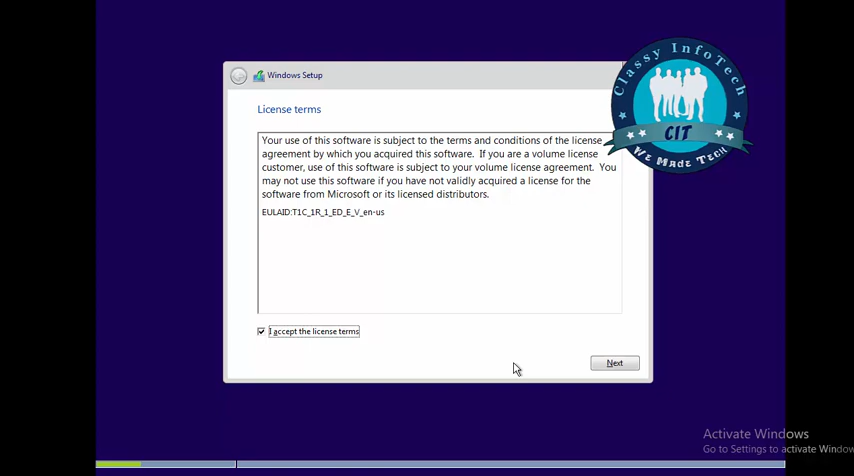 Windows Setup
License terms
Your use of this software is subject to the terms and conditions of the license
agreement by which you acquired this software.  If you are a volume license
customer, use of this software is subject to your volume license agreement.  You
may not use this software if you have not validly acquired a license for the
software from Microsoft or its licensed distributors.
EULAID:T1C_1R_1_ED_E_V_en-us
I accept the license terms
Next
Classy InfoTech
CIT
We Made Tech
Activate Windows
Go to Settings to activate Windows